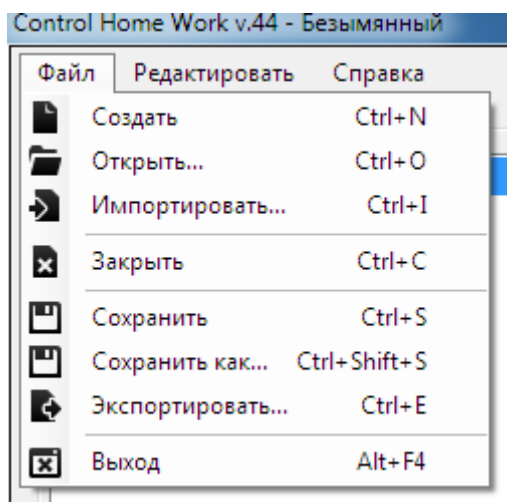 Control Home Work v.44 - Безымянный
Файл Редактировать Справка
Создать Ctrl+N
Открыть... Ctrl+O
Импортировать... Ctrl+I
Закрыть Ctrl+C
Сохранить Ctrl+S
Сохранить как... Ctrl+Shift+S
Экспортировать... Ctrl+E
Выход Alt+F4